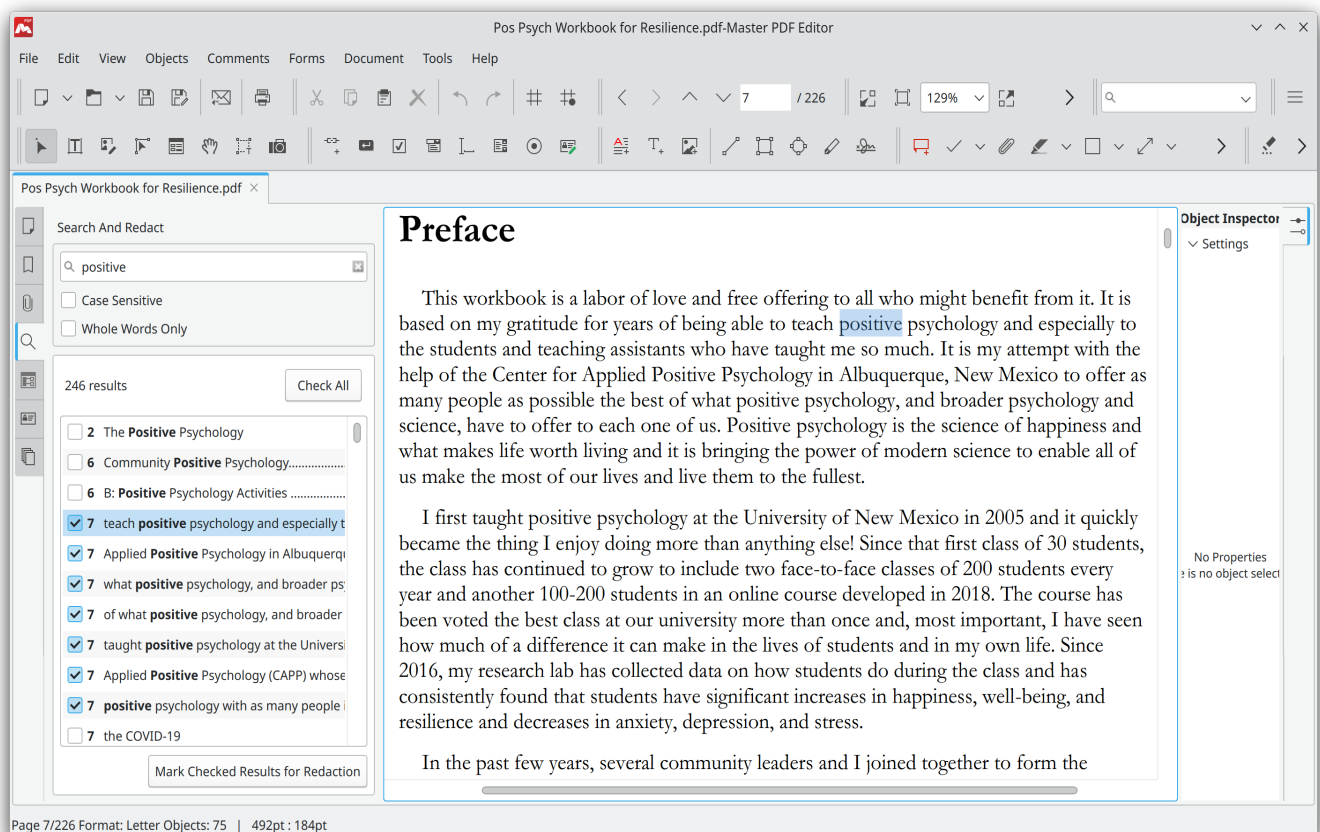 Pos Psych Workbook for Resilience.pdf-Master PDF Editor
File Edit View Objects Comments Forms Document Tools Help
7 / 226 129%
Pos Psych Workbook for Resilience.pdf
Search And Redact
positive
Case Sensitive
Whole Words Only
246 results
Check All
2 The Positive Psychology
6 Community Positive Psychology................
6 B: Positive Psychology Activities ................
7 teach positive psychology and especially t
7 Applied Positive Psychology in Albuquerqu
7 what positive psychology, and broader psy
7 of what positive psychology, and broader
7 taught positive psychology at the Universi
7 Applied Positive Psychology (CAPP) whose
7 positive psychology with as many people i
7 the COVID-19
Mark Checked Results for Redaction
Preface
This workbook is a labor of love and free offering to all who might benefit from it. It is
based on my gratitude for years of being able to teach positive psychology and especially to
the students and teaching assistants who have taught me so much. It is my attempt with the
help of the Center for Applied Positive Psychology in Albuquerque, New Mexico to offer as
many people as possible the best of what positive psychology, and broader psychology and
science, have to offer to each one of us. Positive psychology is the science of happiness and
what makes life worth living and it is bringing the power of modern science to enable all of
us make the most of our lives and live them to the fullest.
I first taught positive psychology at the University of New Mexico in 2005 and it quickly
became the thing I enjoy doing more than anything else! Since that first class of 30 students,
the class has continued to grow to include two face-to-face classes of 200 students every
year and another 100-200 students in an online course developed in 2018. The course has
been voted the best class at our university more than once and, most important, I have seen
how much of a difference it can make in the lives of students and in my own life. Since
2016, my research lab has collected data on how students do during the class and has
consistently found that students have significant increases in happiness, well-being, and
resilience and decreases in anxiety, depression, and stress.
In the past few years, several community leaders and I joined together to form the
Object Inspector
Settings
No Properties
e is no object select
Page 7/226 Format: Letter Objects: 75 | 492pt : 184pt